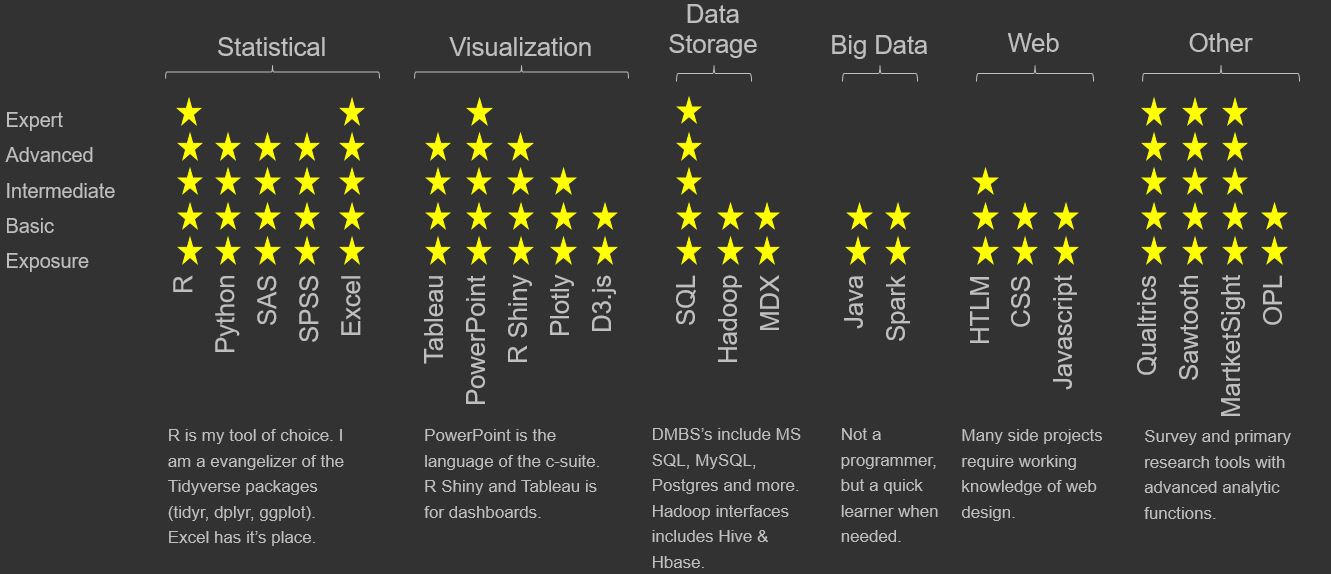 Statistical
Visualization
Data
Storage
Big Data
Web
Other
Expert
Advanced
Intermediate
Basic
Exposure
R
Python
SAS
SPSS
Excel
Tableau
PowerPoint
R Shiny
Plotly
D3.js
SQL
Hadoop
MDX
Java
Spark
HTLM
CSS
Javascript
Qualtrics
Sawtooth
MartketSight
OPL
R is my tool of choice. I
am a evangelizer of the
Tidyverse packages
(tidyr, dplyr, ggplot).
Excel has it's place.
PowerPoint is the
language of the c-suite.
R Shiny and Tableau is
for dashboards.
DMBS's include MS
SQL, MySQL,
Postgres and more.
Hadoop interfaces
includes Hive &
Hbase.
Not a
programmer,
but a quick
learner when
needed.
Many side projects
require working
knowledge of web
design.
Survey and primary
research tools with
advanced analytic
functions.